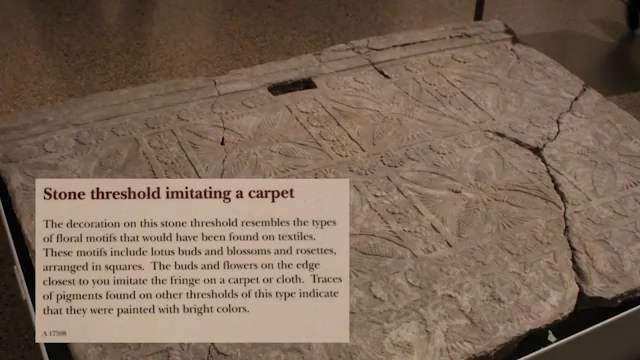 Stone threshold imitating a carpet
The decoration on this stone threshold resembles the types
of floral motifs that would have been found on textiles.
These motifs include lotus buds and blossoms and rosettes,
arranged in squares. The buds and flowers on the edge
closest to you imitate the fringe on a carpet or cloth. Traces
of pigments found on other thresholds of this type indicate
that they were painted with bright colors.
A 17598